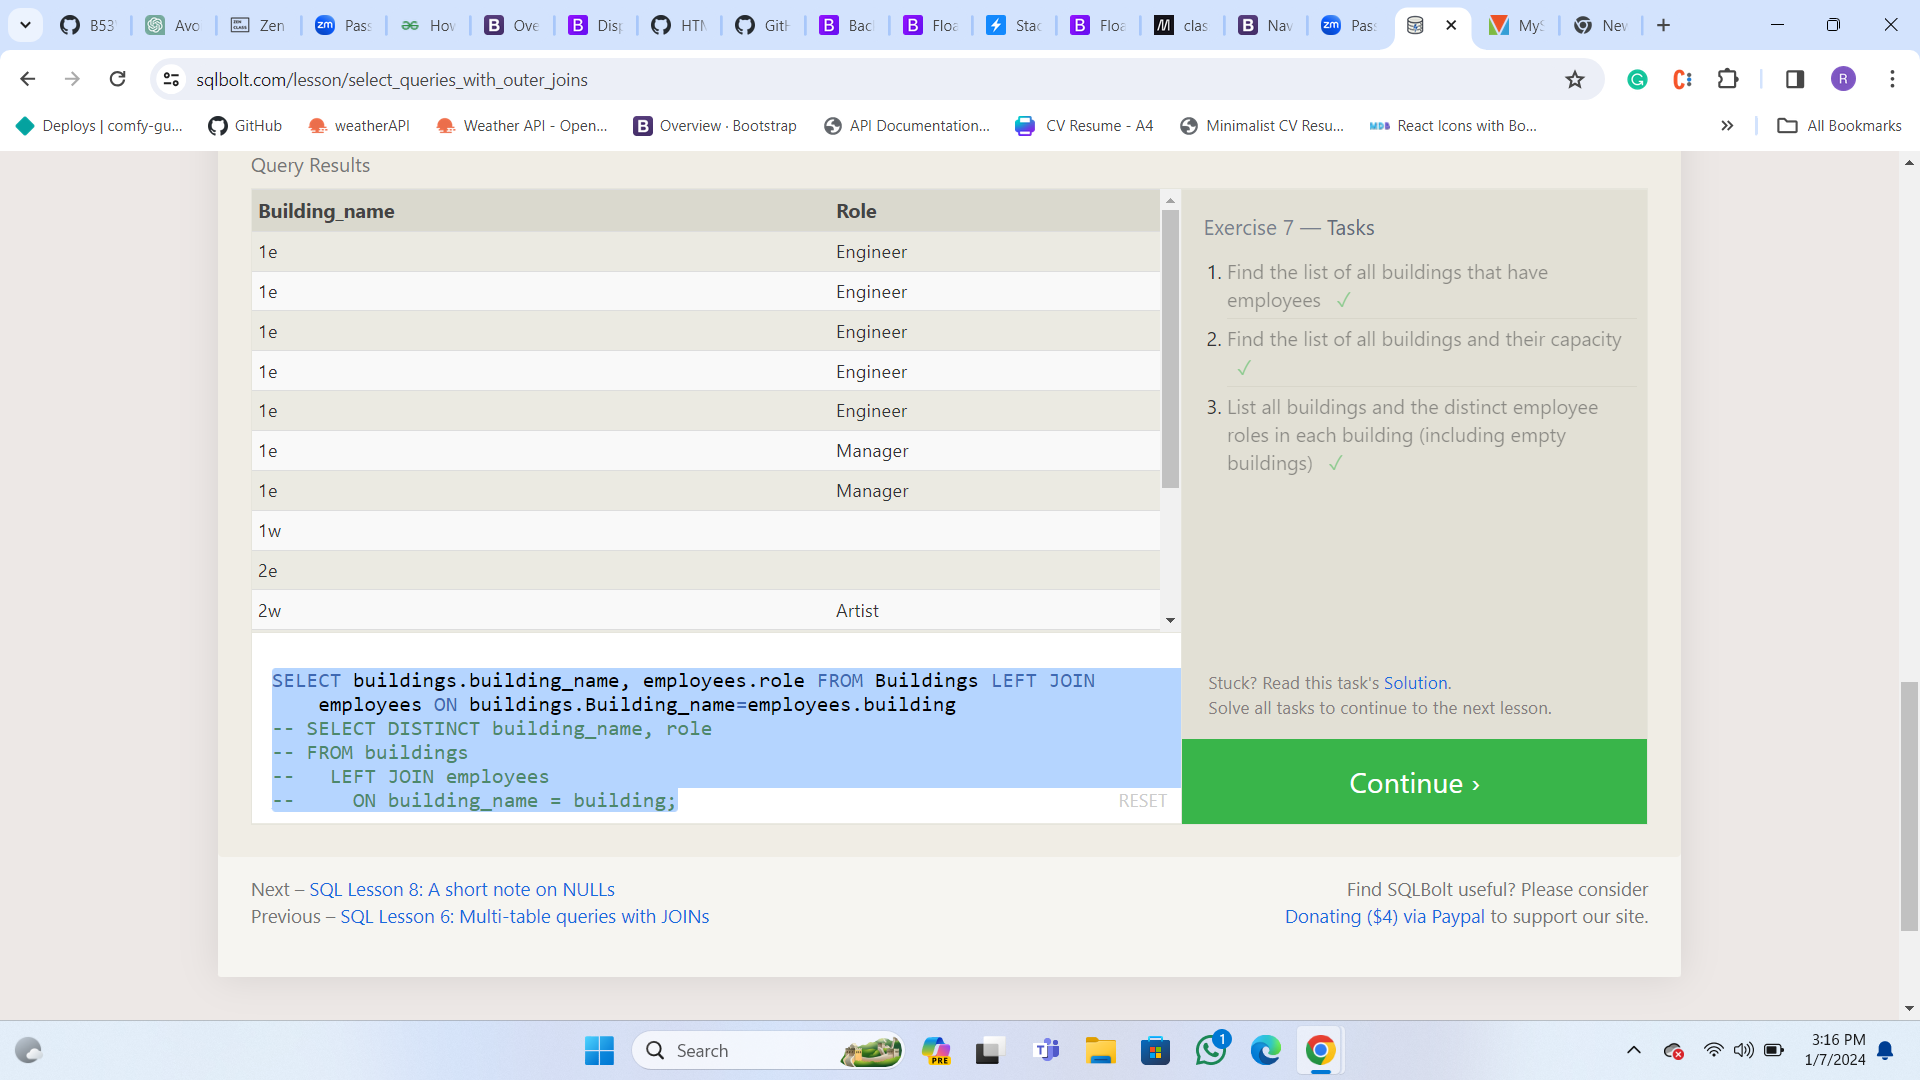 B53'
Avo
Zen
Pass
How
Ove
Disp
HTM
GitH
Bac
Floa
Stac
Floa
clas
Nav
Pass
MyS
New
sqlbolt.com/lesson/select_queries_with_outer_joins
R
Deploys | comfy-gu...
GitHub
weatherAPI
Weather API - Open...
Overview · Bootstrap
API Documentation...
CV Resume - A4
Minimalist CV Resu...
React Icons with Bo...
All Bookmarks
Query Results
Building_name Role
1e Engineer
1e Engineer
1e Engineer
1e Engineer
1e Engineer
1e Manager
1e Manager
1w
2e
2w Artist
Exercise 7 — Tasks
1. Find the list of all buildings that have
employees ✓
2. Find the list of all buildings and their capacity
✓
3. List all buildings and the distinct employee
roles in each building (including empty
buildings) ✓
SELECT buildings.building_name, employees.role FROM Buildings LEFT JOIN
employees ON buildings.Building_name=employees.building
-- SELECT DISTINCT building_name, role
-- FROM buildings
-- LEFT JOIN employees
-- ON building_name = building;
RESET
Stuck? Read this task's Solution.
Solve all tasks to continue to the next lesson.
Continue ›
Next – SQL Lesson 8: A short note on NULLs
Previous – SQL Lesson 6: Multi-table queries with JOINs
Find SQLBolt useful? Please consider
Donating ($4) via Paypal to support our site.
Search
PRE
1
3:16 PM
1/7/2024